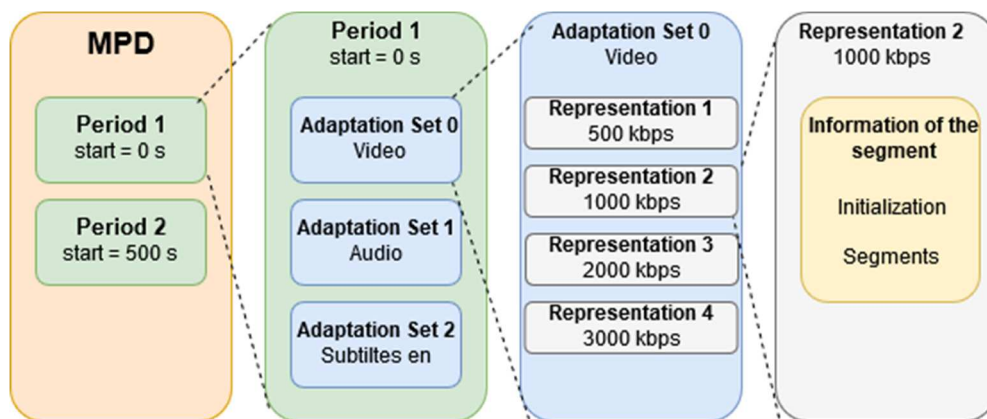 MPD
Period 1
start = 0 s
Period 2
start = 500 s
Period 1
start = 0 s
Adaptation Set 0
Video
Adaptation Set 1
Audio
Adaptation Set 2
Subtiltes en
Adaptation Set 0
Video
Representation 1
500 kbps
Representation 2
1000 kbps
Representation 3
2000 kbps
Representation 4
3000 kbps
Representation 2
1000 kbps
Information of the
segment
Initialization
Segments